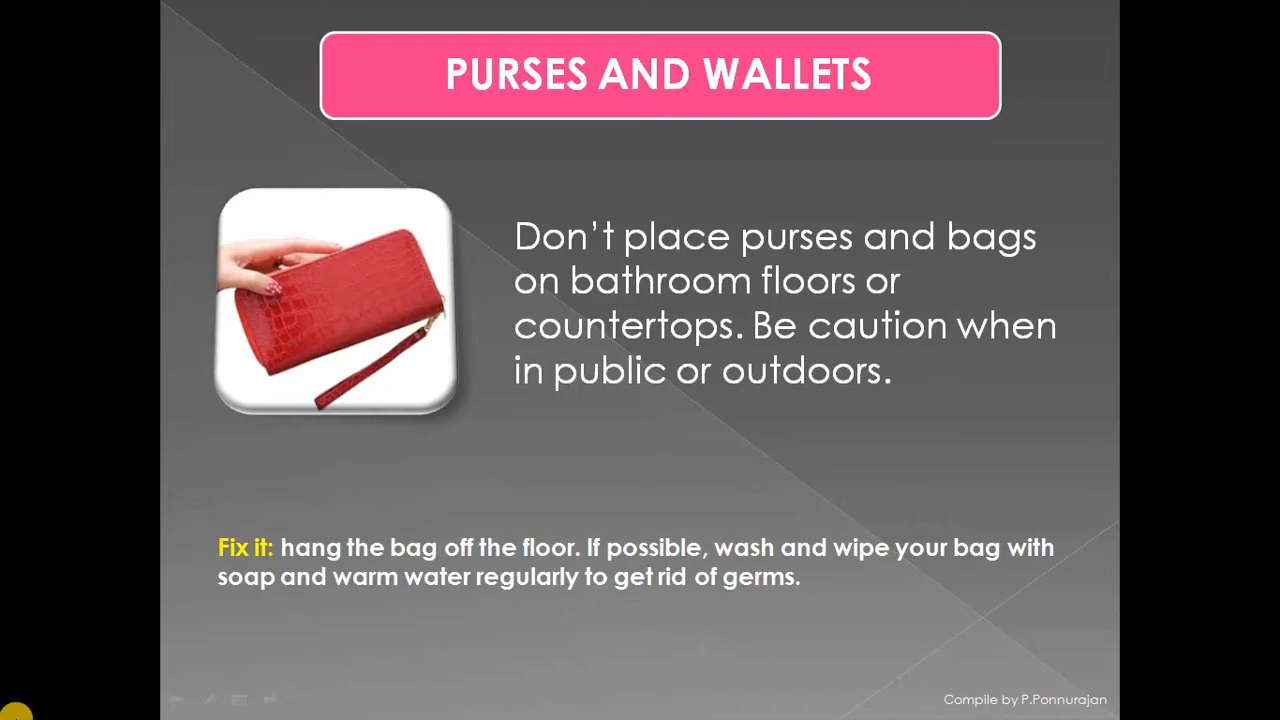 PURSES AND WALLETS
Don’t place purses and bags
on bathroom floors or
countertops. Be caution when
in public or outdoors.
Fix it: hang the bag off the floor. If possible, wash and wipe your bag with
soap and warm water regularly to get rid of germs.
Compile by P.Ponnurajan